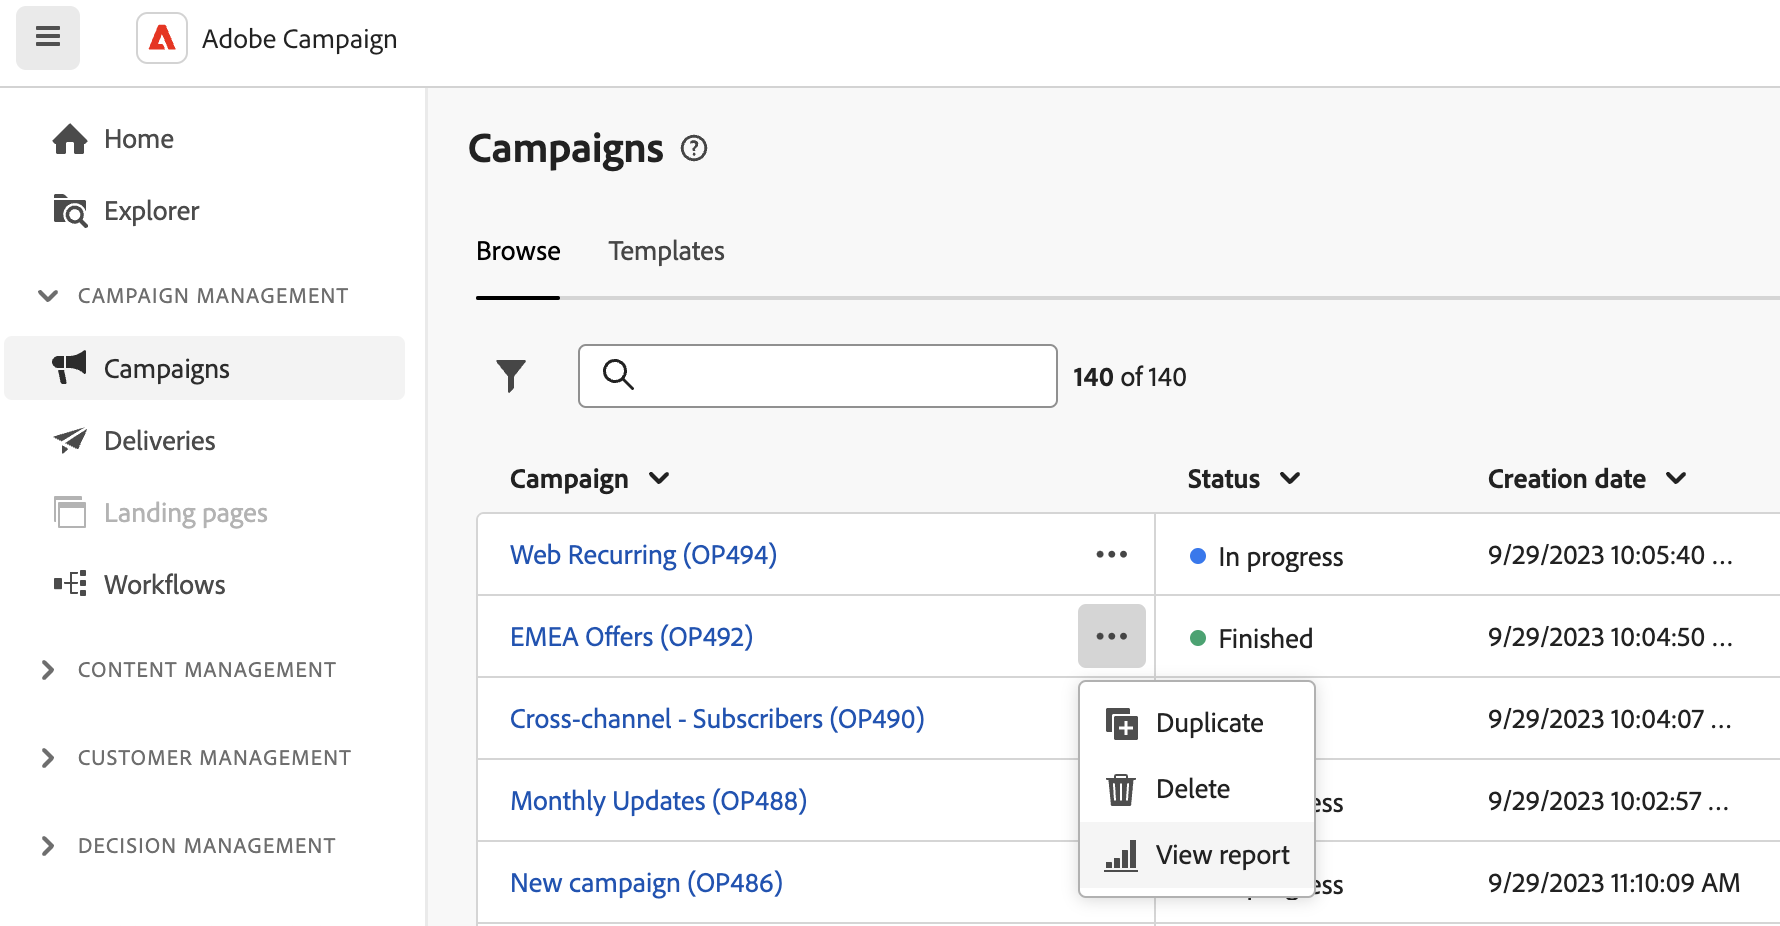 Adobe Campaign
Home
Explorer
CAMPAIGN MANAGEMENT
Campaigns
Deliveries
Landing pages
Workflows
CONTENT MANAGEMENT
CUSTOMER MANAGEMENT
DECISION MANAGEMENT
Campaigns ?
Browse Templates
140 of 140
Campaign Status Creation date
Web Recurring (OP494) ... In progress 9/29/2023 10:05:40 ...
EMEA Offers (OP492) ... Finished 9/29/2023 10:04:50 ...
Cross-channel - Subscribers (OP490) 9/29/2023 10:04:07 ...
Monthly Updates (OP488) 9/29/2023 10:02:57 ...
New campaign (OP486) 9/29/2023 11:10:09 AM
Duplicate
Delete
View report